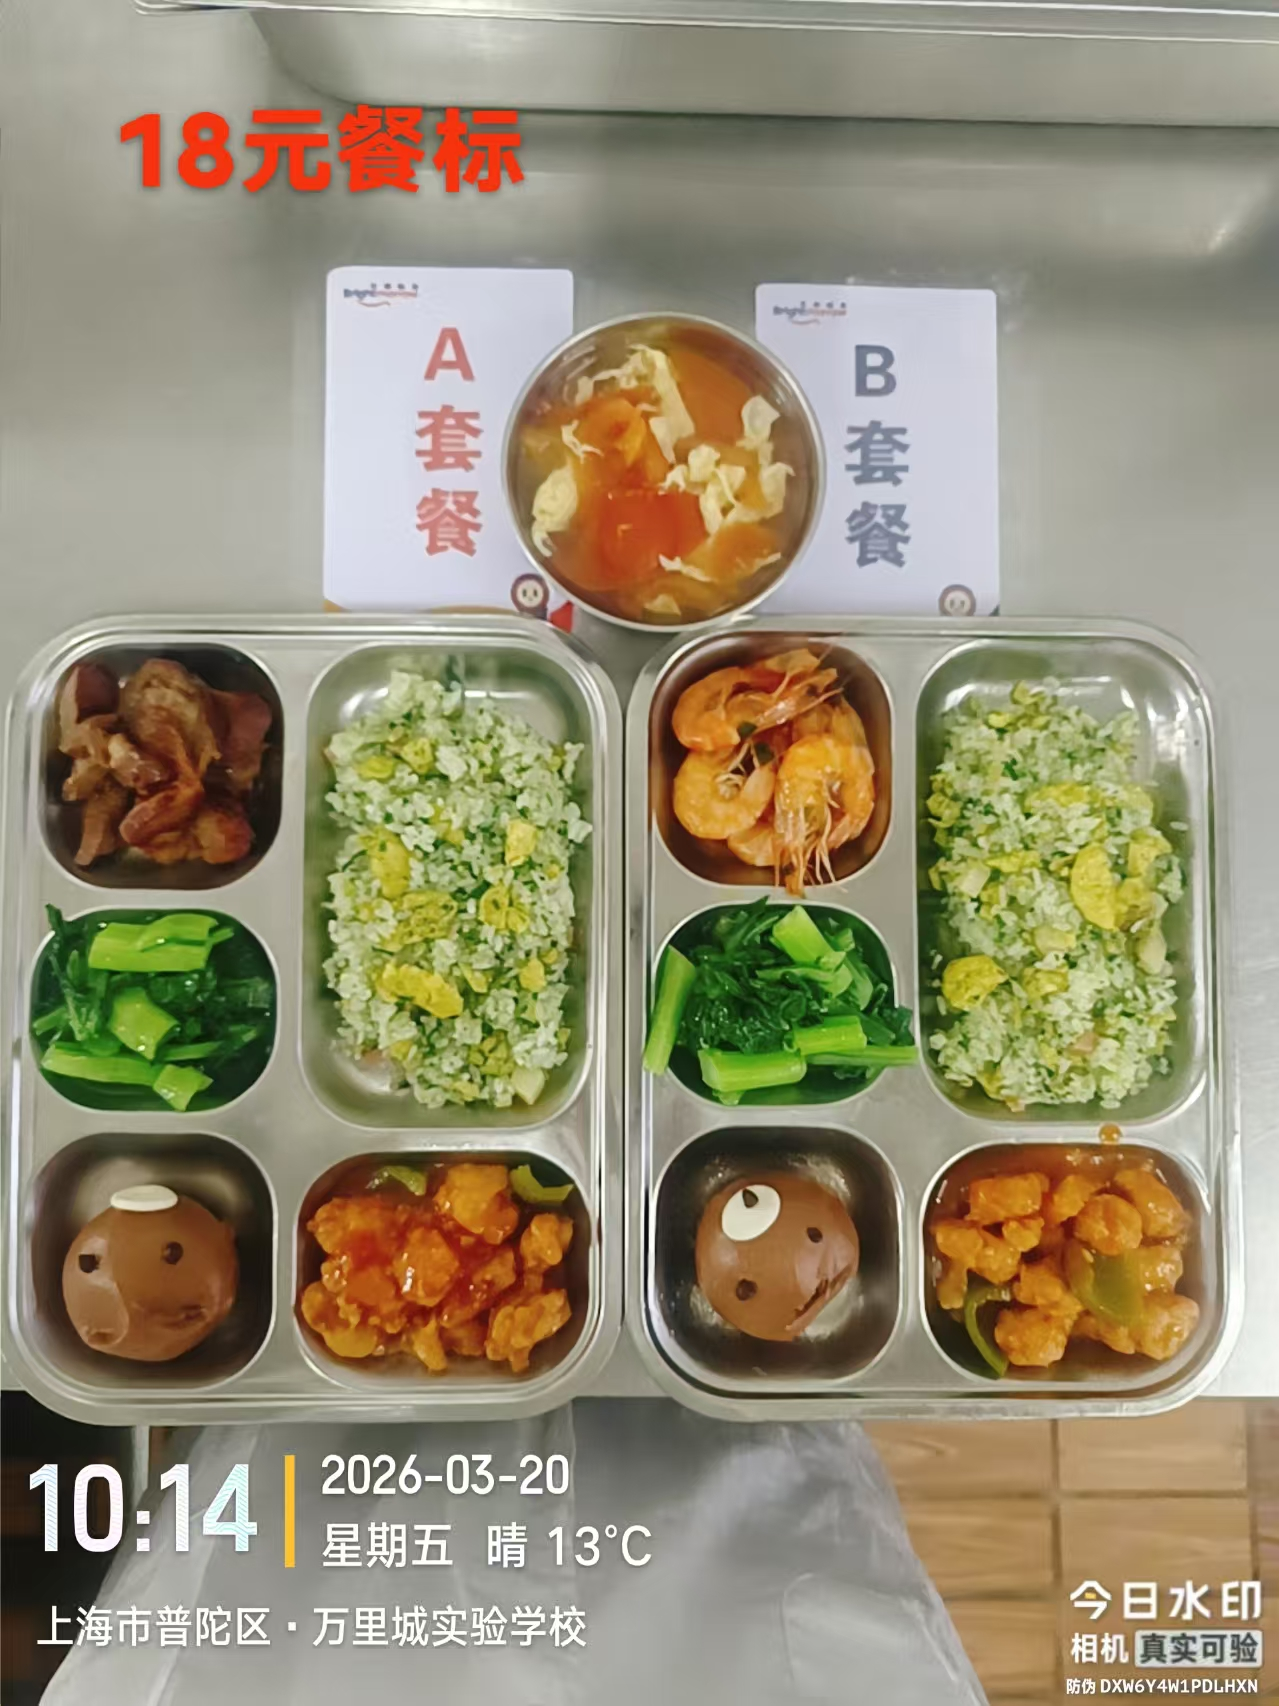 18元餐标
A
套
餐
B
套
餐
10:14
2026-03-20
星期五 晴 13°C
上海市普陀区·万里城实验学校
今日水印
相机 真实可验
防伪 DXW6Y4W1PDLHXN